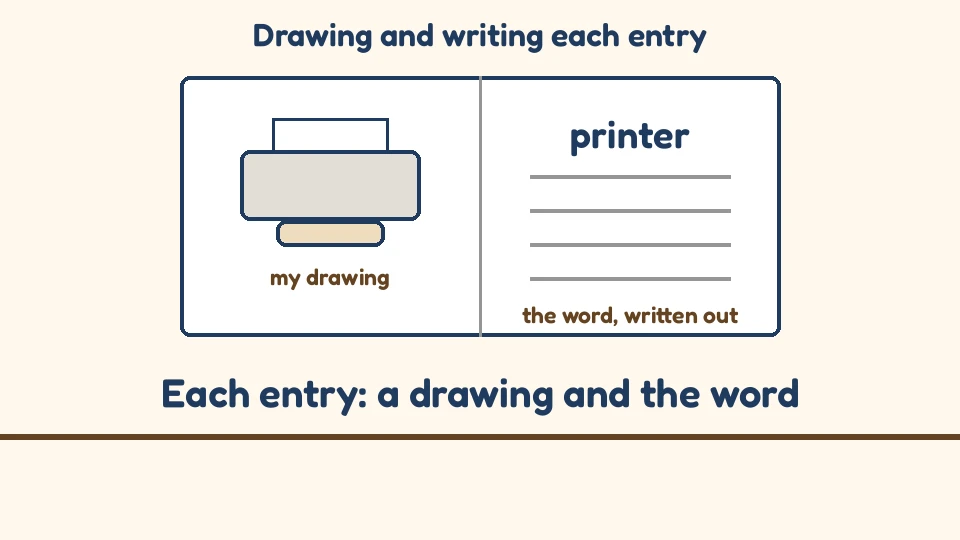 Drawing and writing each entry
my drawing
printer
the word, written out
Each entry: a drawing and the word